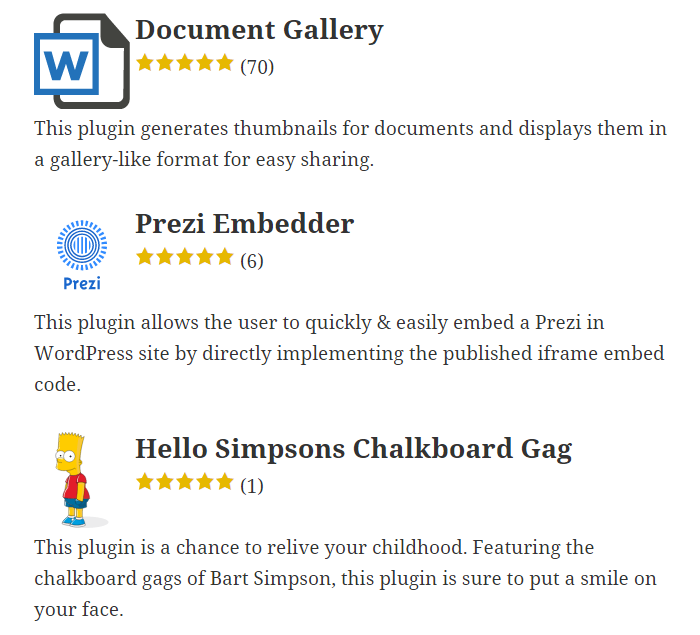 Document Gallery
W
(70)
This plugin generates thumbnails for documents and displays them in
a gallery-like format for easy sharing.
Prezi Embedder
(6)
Prezi
This plugin allows the user to quickly & easily embed a Prezi in
WordPress site by directly implementing the published iframe embed
code.
Hello Simpsons Chalkboard Gag
(1)
This plugin is a chance to relive your childhood. Featuring the
chalkboard gags of Bart Simpson, this plugin is sure to put a smile on
your face.